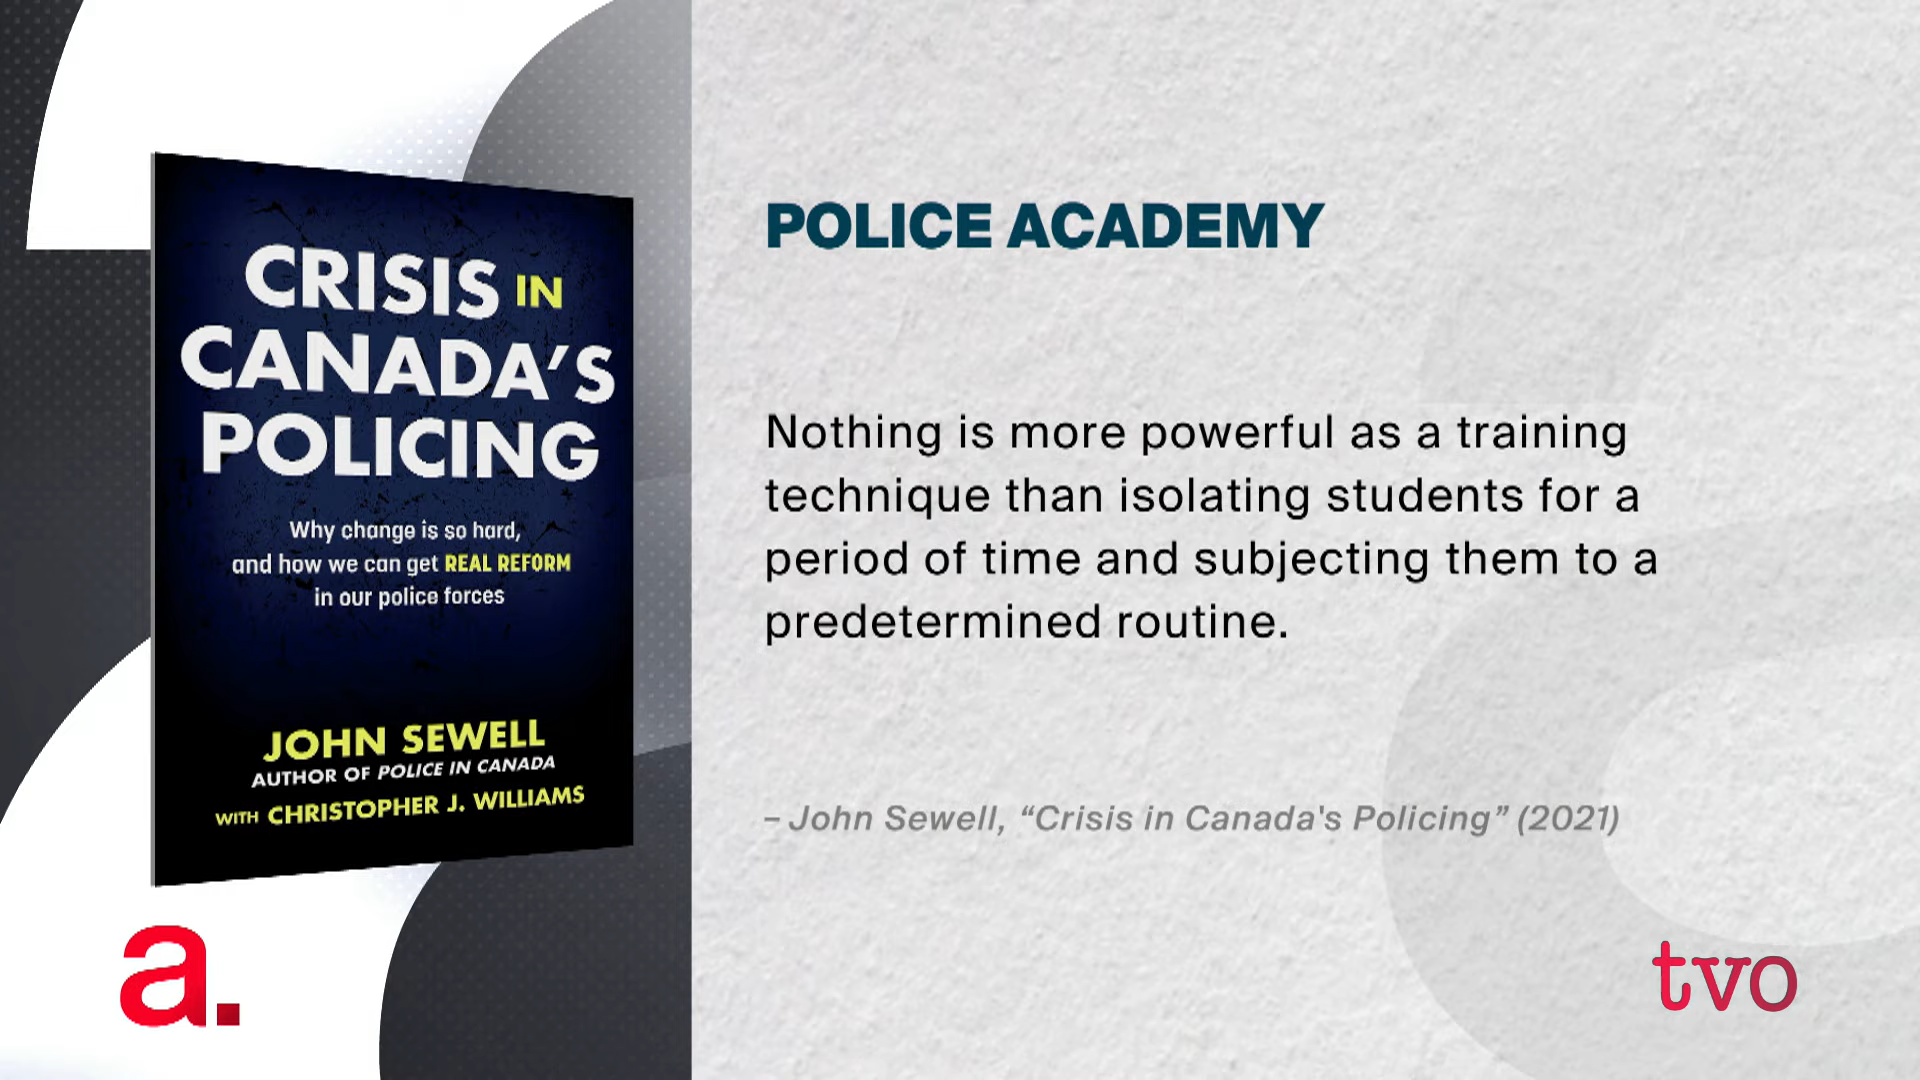 CRISIS IN
CANADA'S
POLICING
Why change is so hard,
and how we can get REAL REFORM
in our police forces
JOHN SEWELL
AUTHOR OF POLICE IN CANADA
WITH CHRISTOPHER J. WILLIAMS
a.
POLICE ACADEMY
Nothing is more powerful as a training
technique than isolating students for a
period of time and subjecting them to a
predetermined routine.
– John Sewell, “Crisis in Canada's Policing” (2021)
tvo